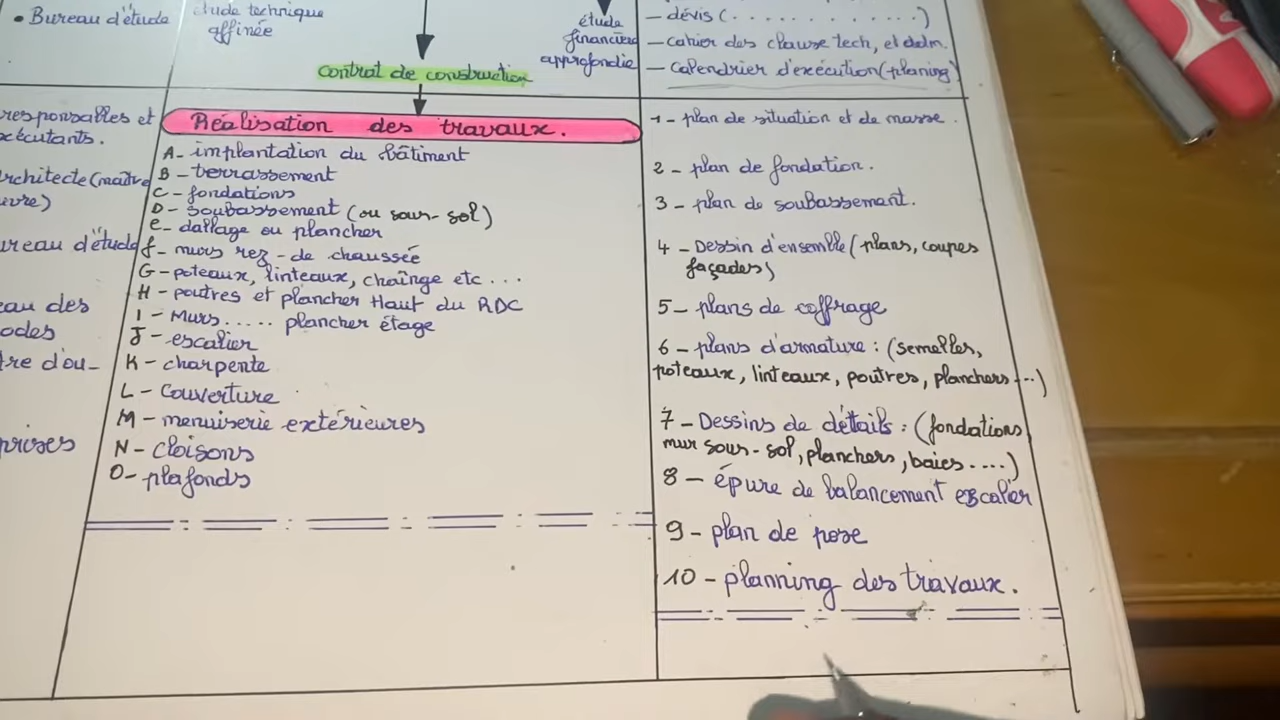 • Bureau d'étude
étude technique
affinée
étude
financière
approfondie
contrat de construction
— dévis (. . . . . . . . . . . .)
— cahier des clause tech, et adm.
— calendrier d'exécution (planing)
responsables et
exécutants.
architecte (maître
Réalisation des travaux.
A- implantation du bâtiment
B - terrassement
C - fondations
D - soubassement (ou sous-sol)
e - dallage ou plancher
f - murs rez-de chaussée
G - poteaux, linteaux, chaînge etc ...
H - poutres et plancher Haut du RDC
I - Murs..... plancher étage
J - escalier
K - charpente
L - couverture
M - menuiserie extérieures
N - cloisons
O - plafonds
1 - plan de situation et de masse.
2 - plan de fondation.
3 - plan de soubassement.
4 - Dessin d'ensemble (plans, coupes
façades)
5 - plans de coffrage
6 - plans d'armature : (semelles,
poteaux, linteaux, poutres, planchers ...)
7 - Dessins de déttails : (fondations
mur sous-sol, planchers, baies ....)
8 - épure de balancement escalier
9 - plan de pose
10 - planning des travaux.